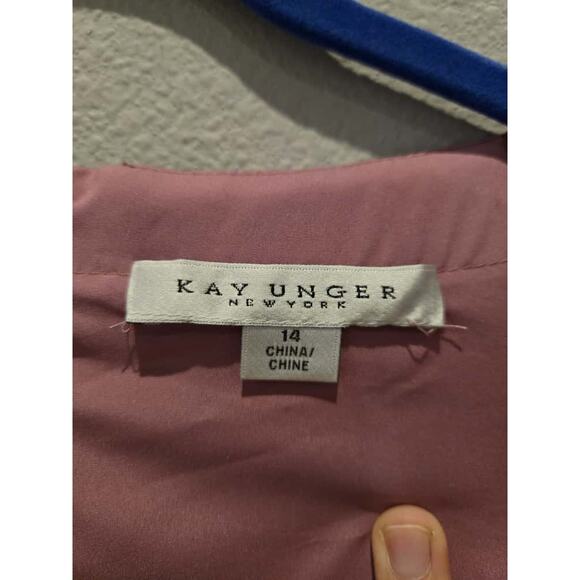 KAY UNGER
NEW YORK
14
CHINA/
CHINE